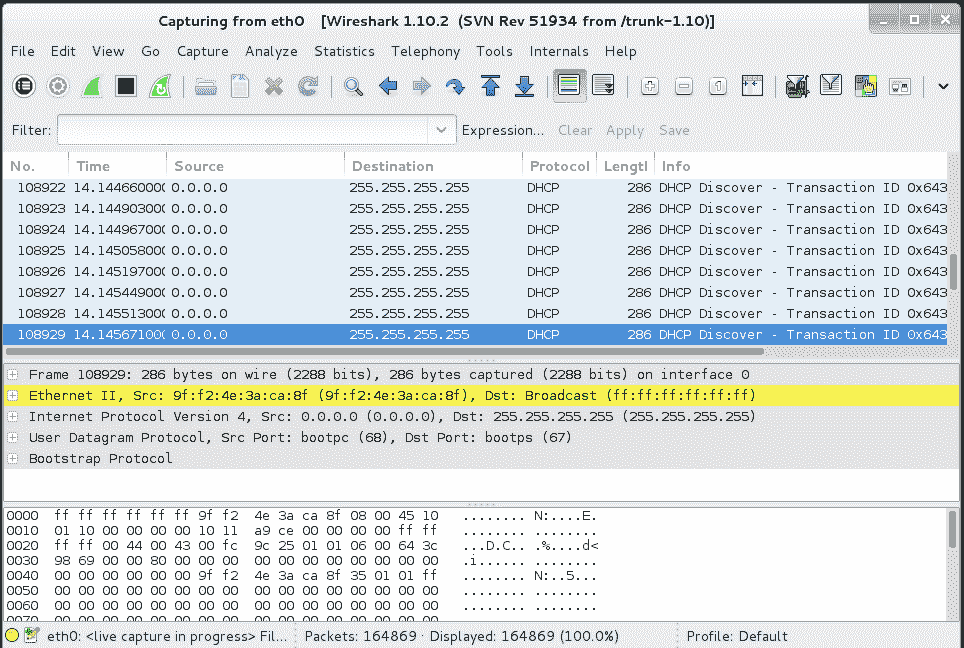 Capturing from eth0 [Wireshark 1.10.2 (SVN Rev 51934 from /trunk-1.10)]
File Edit View Go Capture Analyze Statistics Telephony Tools Internals Help
Filter: Expression... Clear Apply Save
No. Time Source Destination Protocol Lengtl Info
108922 14.144660000 0.0.0.0 255.255.255.255 DHCP 286 DHCP Discover - Transaction ID 0x643
108923 14.144903000 0.0.0.0 255.255.255.255 DHCP 286 DHCP Discover - Transaction ID 0x643
108924 14.144967000 0.0.0.0 255.255.255.255 DHCP 286 DHCP Discover - Transaction ID 0x643
108925 14.145058000 0.0.0.0 255.255.255.255 DHCP 286 DHCP Discover - Transaction ID 0x643
108926 14.145197000 0.0.0.0 255.255.255.255 DHCP 286 DHCP Discover - Transaction ID 0x643
108927 14.145449000 0.0.0.0 255.255.255.255 DHCP 286 DHCP Discover - Transaction ID 0x643
108928 14.145513000 0.0.0.0 255.255.255.255 DHCP 286 DHCP Discover - Transaction ID 0x643
108929 14.145671000 0.0.0.0 255.255.255.255 DHCP 286 DHCP Discover - Transaction ID 0x643
Frame 108929: 286 bytes on wire (2288 bits), 286 bytes captured (2288 bits) on interface 0
Ethernet II, Src: 9f:f2:4e:3a:ca:8f (9f:f2:4e:3a:ca:8f), Dst: Broadcast (ff:ff:ff:ff:ff:ff)
Internet Protocol Version 4, Src: 0.0.0.0 (0.0.0.0), Dst: 255.255.255.255 (255.255.255.255)
User Datagram Protocol, Src Port: bootpc (68), Dst Port: bootps (67)
Bootstrap Protocol
0000 ff ff ff ff ff ff 9f f2 4e 3a ca 8f 08 00 45 10 ........ N:....E.
0010 01 10 00 00 00 00 10 11 a9 ce 00 00 00 00 ff ff ........ ........
0020 ff ff 00 44 00 43 00 fc 9c 25 01 01 06 00 64 3c ...D.C.. .%....d<
0030 98 69 00 00 80 00 00 00 00 00 00 00 00 00 00 00 .i...... ........
0040 00 00 00 00 00 00 9f f2 4e 3a ca 8f 35 01 01 ff ........ N:..5...
0050 00 00 00 00 00 00 00 00 00 00 00 00 00 00 00 00 ........ ........
0060 00 00 00 00 00 00 00 00 00 00 00 00 00 00 00 00 ........ ........
eth0: <live capture in progress> Fil... Packets: 164869 · Displayed: 164869 (100.0%) Profile: Default